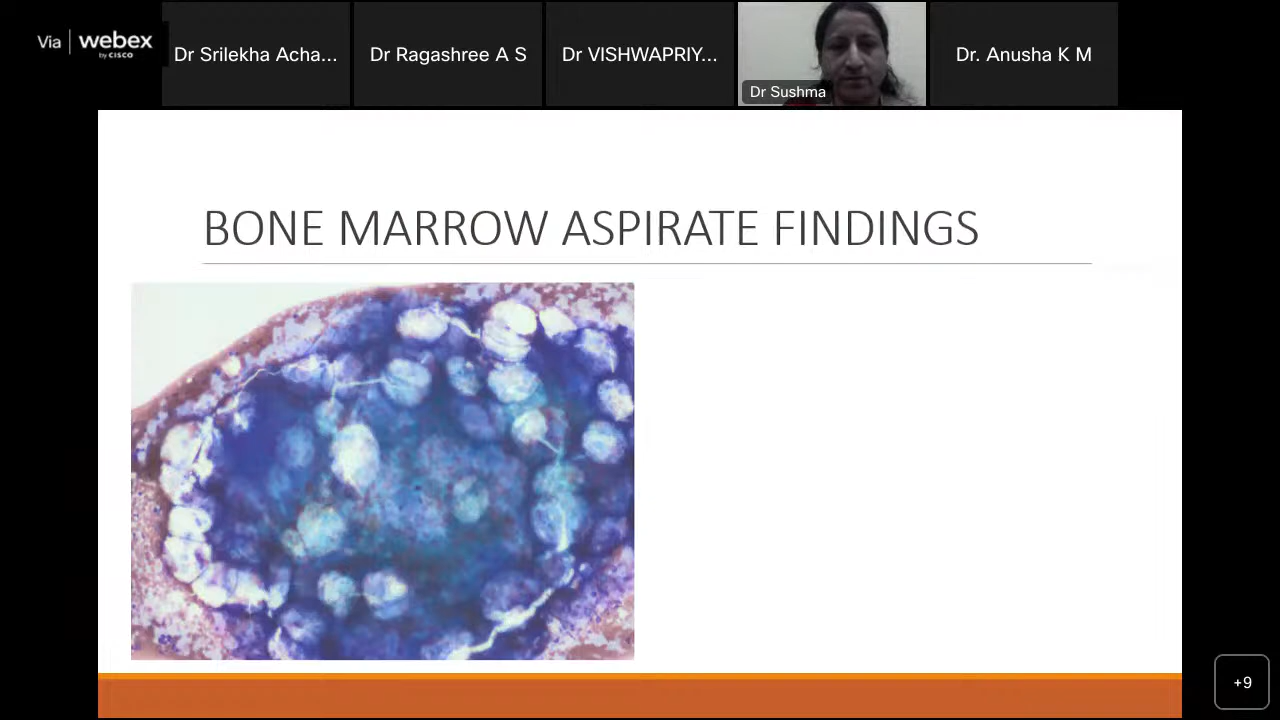 Via webex
by CISCO
Dr Srilekha Acha...
Dr Ragashree A S
Dr VISHWAPRIY...
Dr Sushma
Dr. Anusha K M
BONE MARROW ASPIRATE FINDINGS
+9